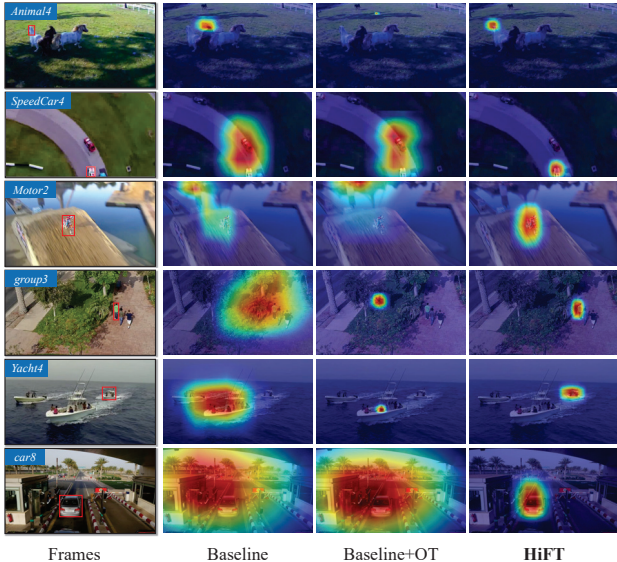 Animal4
SpeedCar4
Motor2
group3
Yacht4
car8
Frames Baseline Baseline+OT HiFT